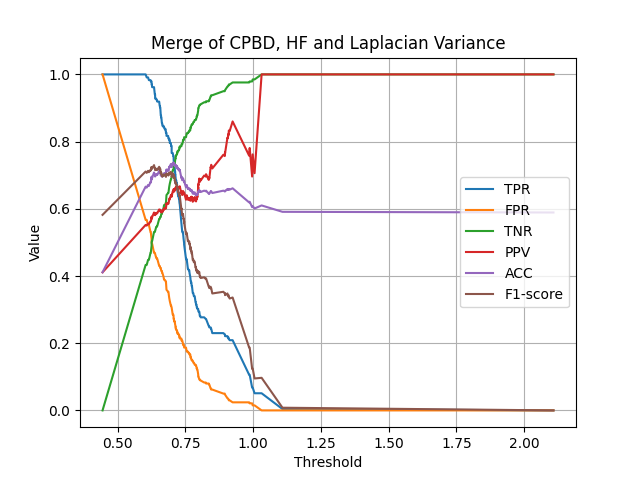 Merge of CPBD, HF and Laplacian Variance
Value
1.0
0.8
0.6
0.4
0.2
0.0
TPR
FPR
TNR
PPV
ACC
F1-score
0.50 0.75 1.00 1.25 1.50 1.75 2.00
Threshold